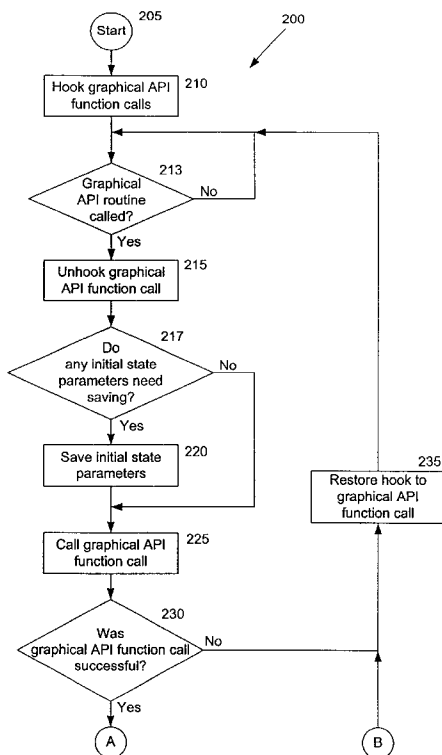 205
Start
200
Hook graphical API
function calls
210
213
Graphical
API routine
called?
No
Yes
Unhook graphical
API function call
215
217
Do
any initial state
parameters need
saving?
No
Yes
Save initial state
parameters
220
235
Restore hook to
graphical API
function call
Call graphical API
function call
225
230
Was
graphical API function call
successful?
No
Yes
A
B